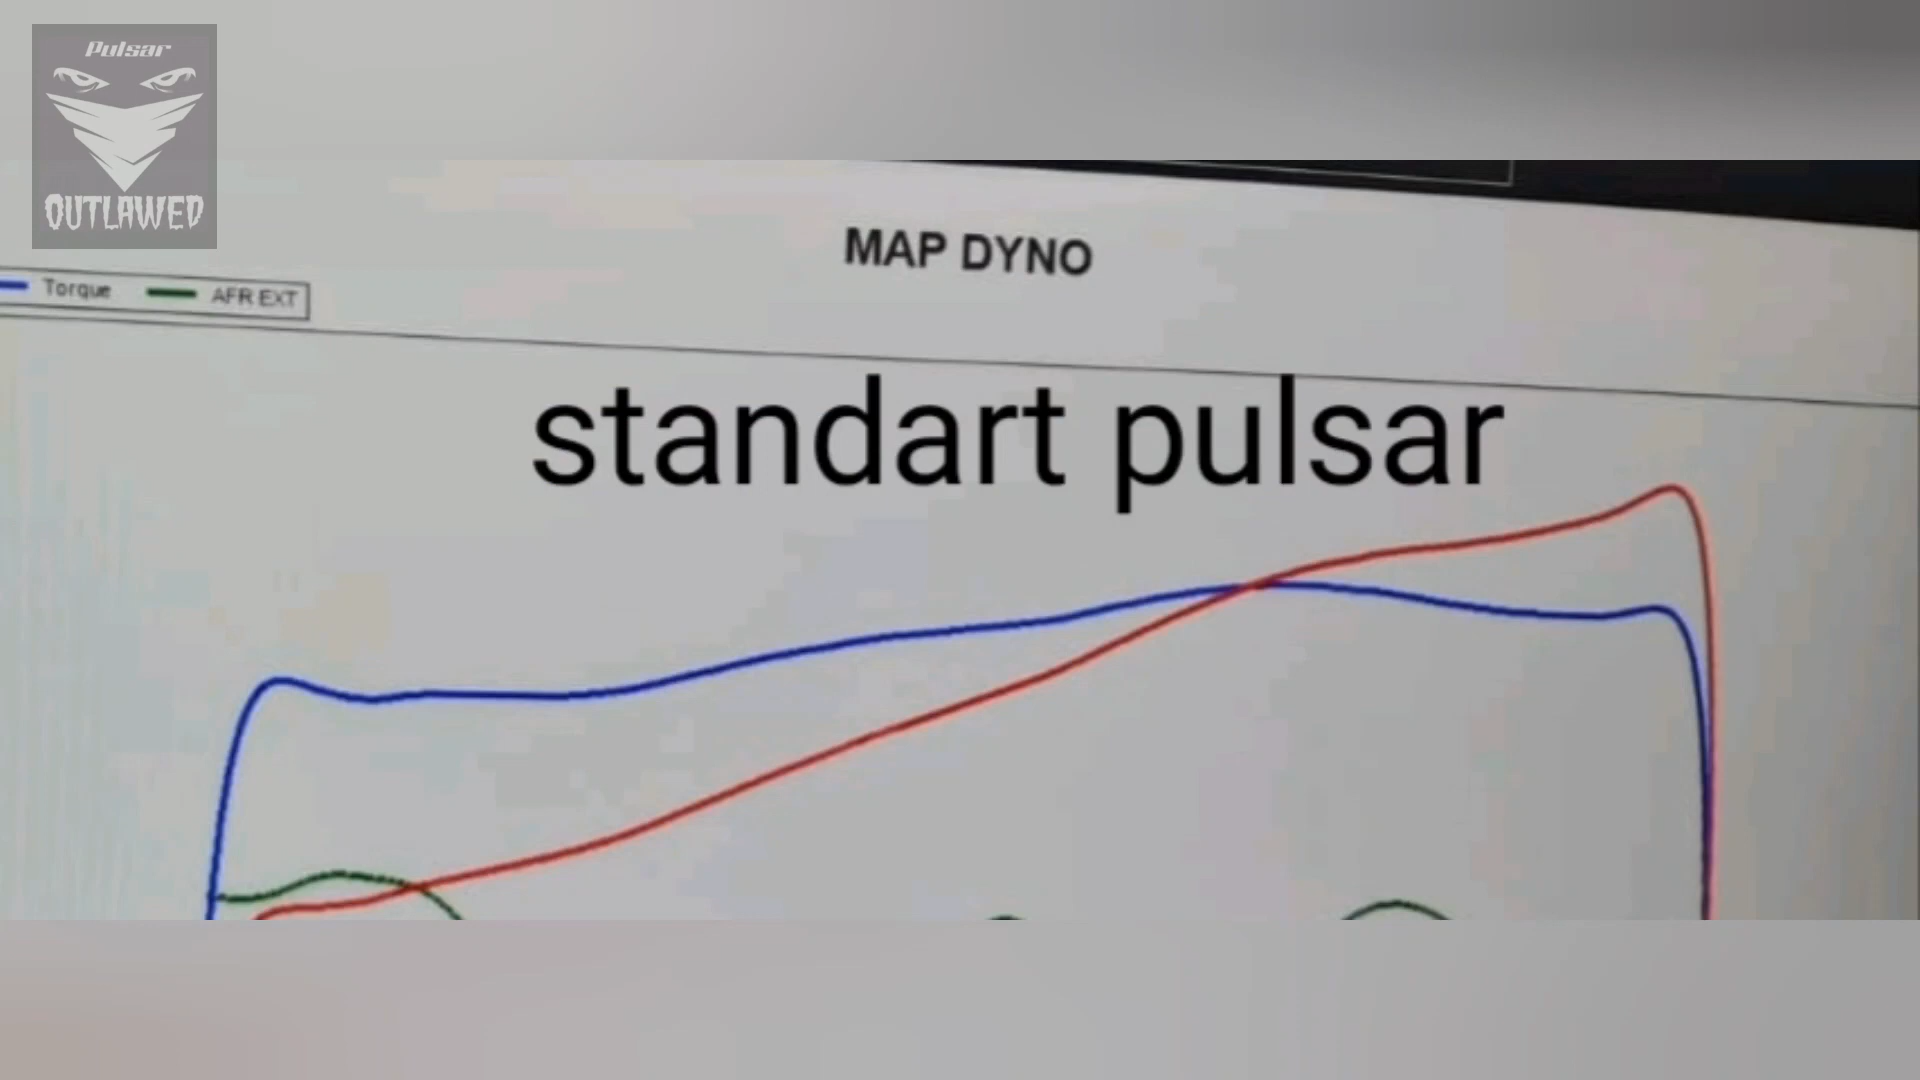 Pulsar
OUTLAWED
MAP DYNO
Torque AFR EXT
standart pulsar